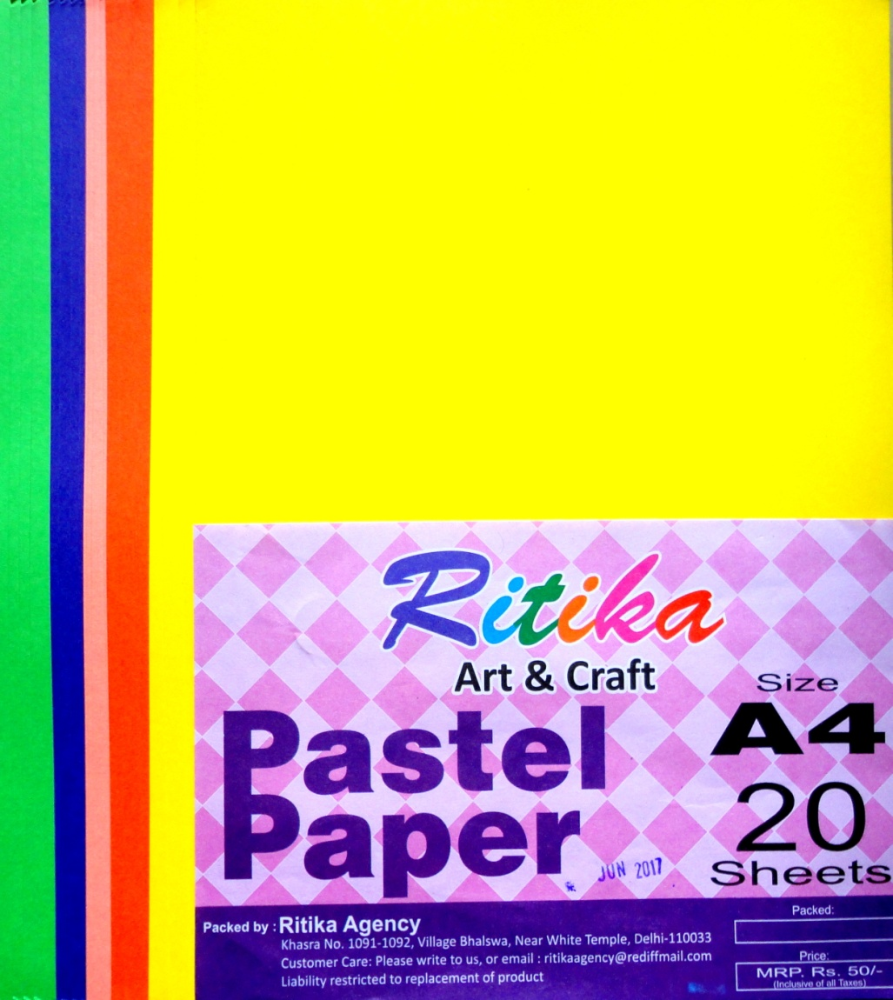 Ritika
Art & Craft
Pastel
Paper
Size
A4
20
Sheets
JUN 2017
Packed by : Ritika Agency
Khasra No. 1091-1092, Village Bhalswa, Near White Temple, Delhi-110033
Customer Care: Please write to us, or email : ritikaagency@rediffmail.com
Liability restricted to replacement of product
Packed:
Price:
MRP. Rs. 50/-
(Inclusive of all Taxes)